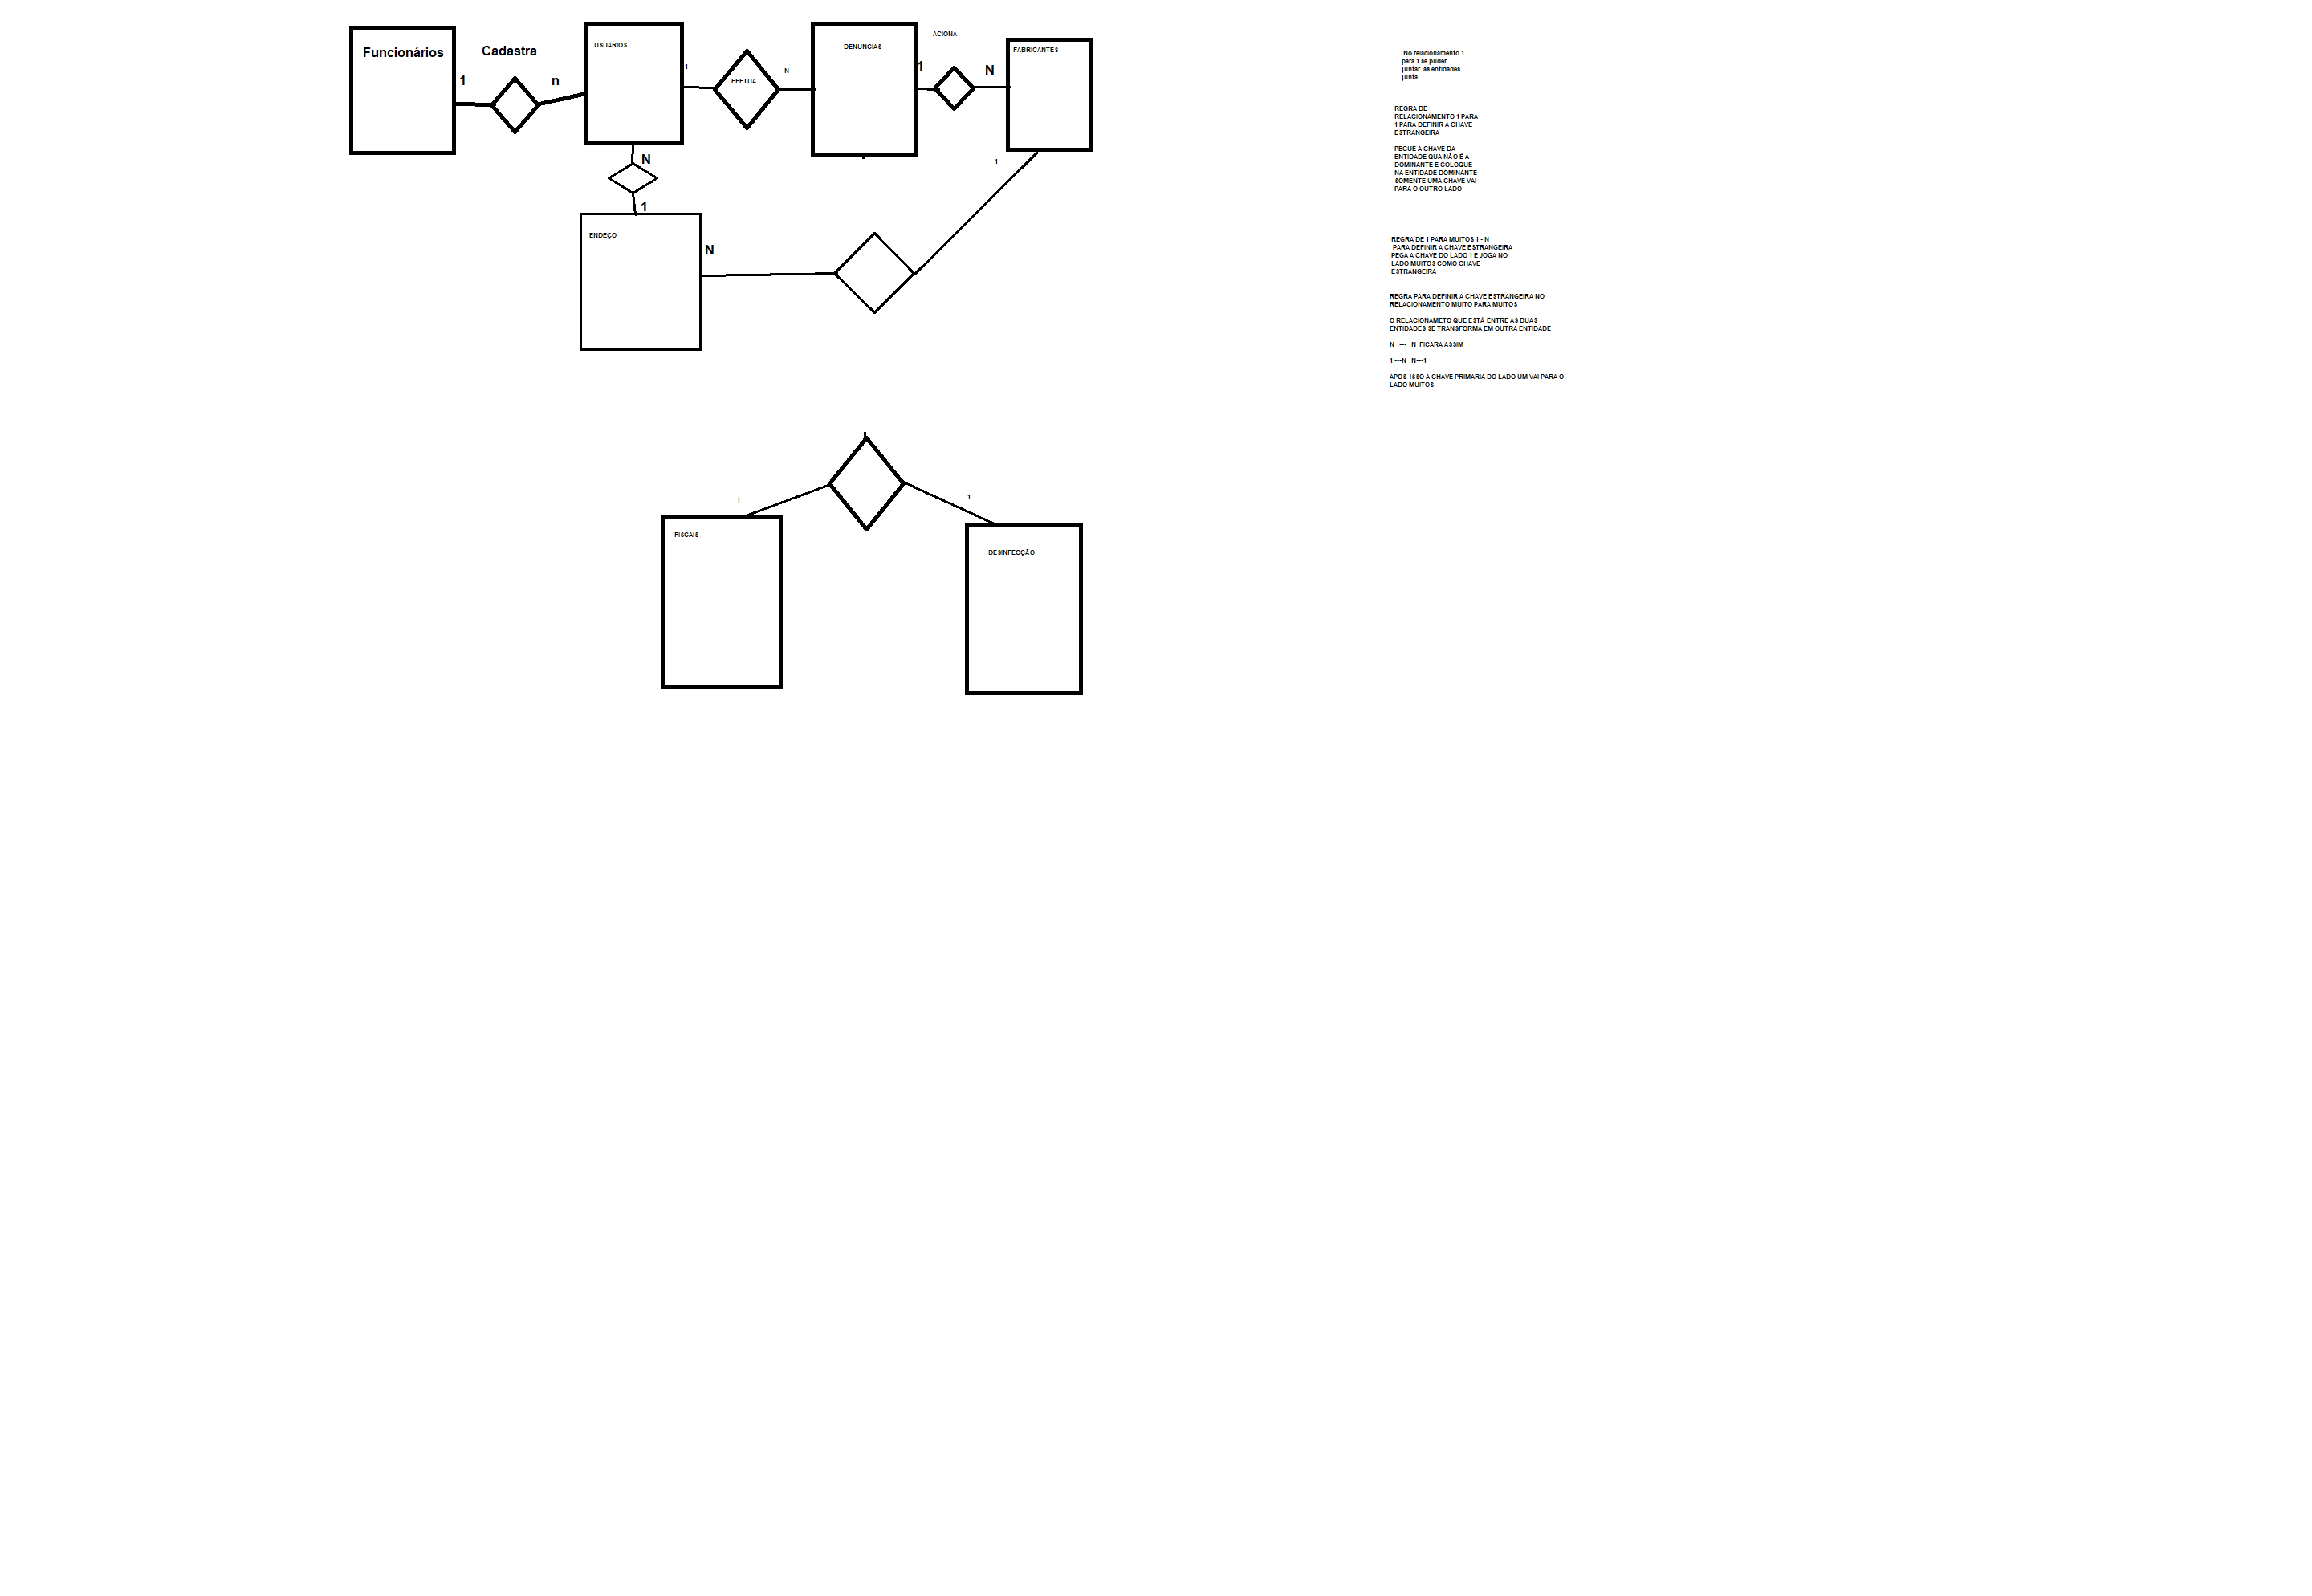 Funcionários
Cadastra
1
n
USUARIOS
1
EFETUA
N
DENUNCIAS
ACIONA
1
N
FABRICANTES
1
N
1
ENDEÇO
N
1
1
FISCAIS
DESINFECÇÃO
No relacionamento 1
para 1 se puder
juntar as entidades
junta
REGRA DE
RELACIONAMENTO 1 PARA
1 PARA DEFINIR A CHAVE
ESTRANGEIRA
PEGUE A CHAVE DA
ENTIDADE QUA NÃO É A
DOMINANTE E COLOQUE
NA ENTIDADE DOMINANTE
SOMENTE UMA CHAVE VAI
PARA O OUTRO LADO
REGRA DE 1 PARA MUITOS 1 - N
PARA DEFINIR A CHAVE ESTRANGEIRA
PEGA A CHAVE DO LADO 1 E JOGA NO
LADO MUITOS COMO CHAVE
ESTRANGEIRA
REGRA PARA DEFINIR A CHAVE ESTRANGEIRA NO
RELACIONAMENTO MUITO PARA MUITOS
O RELACIONAMETO QUE ESTÁ ENTRE AS DUAS
ENTIDADES SE TRANSFORMA EM OUTRA ENTIDADE
N --- N FICARA ASSIM
1 ---N N---1
APOS ISSO A CHAVE PRIMARIA DO LADO UM VAI PARA O
LADO MUITOS